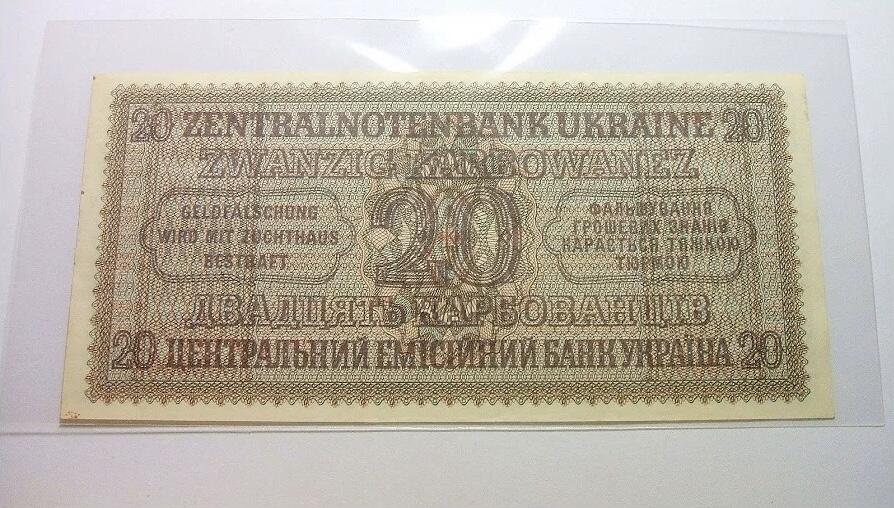 20 ZENTRALNOTENBANK UKRAINE 20
ZWANZIG KARBOWANEZ
GELDFÄLSCHUNG
WIRD MIT ZUCHTHAUS
BESTRAFT
20
ФАЛЬШУВАННЯ
ГРОШЕВИХ ЗНАКІВ
КАРАЄТЬСЯ ТЯЖКОЮ
ТЮРМОЮ
ДВАДЦЯТЬ КАРБОВАНЦІВ
20 ЦЕНТРАЛЬНИЙ ЕМІСІЙНИЙ БАНК УКРАЇНА 20